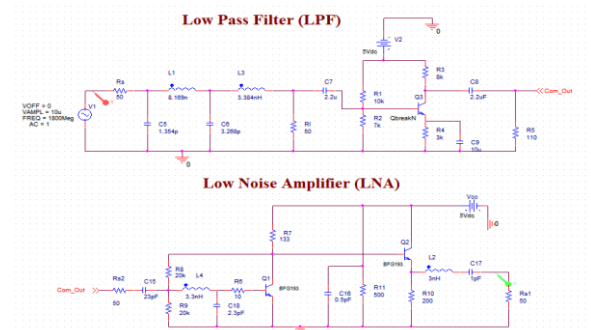 Low Pass Filter (LPF)
0
V2
5Vdc
Rs
50
L1
8.169n
L3
3.384nH
C7
2.2u
R1
10k
R3
8k
Q3
QbreakN
C8
2.2uF
Com_Out
VOFF = 0
VAMPL = 10u
FREQ = 1800Meg
AC = 1
V1
C5
1.354p
C6
3.268p
Rl
50
R2
7k
R4
3k
C9
10u
R5
110
0
Low Noise Amplifier (LNA)
Vcc
5Vdc
0
R7
133
Q2
BFG193
L2
3nH
C17
1pF
Com_Out
Rs2
50
C15
23pF
R8
20k
L4
3.3nH
R6
10
Q1
BFG193
R9
20k
C18
2.3pF
C16
0.5pF
R11
500
R10
200
Rs1
50